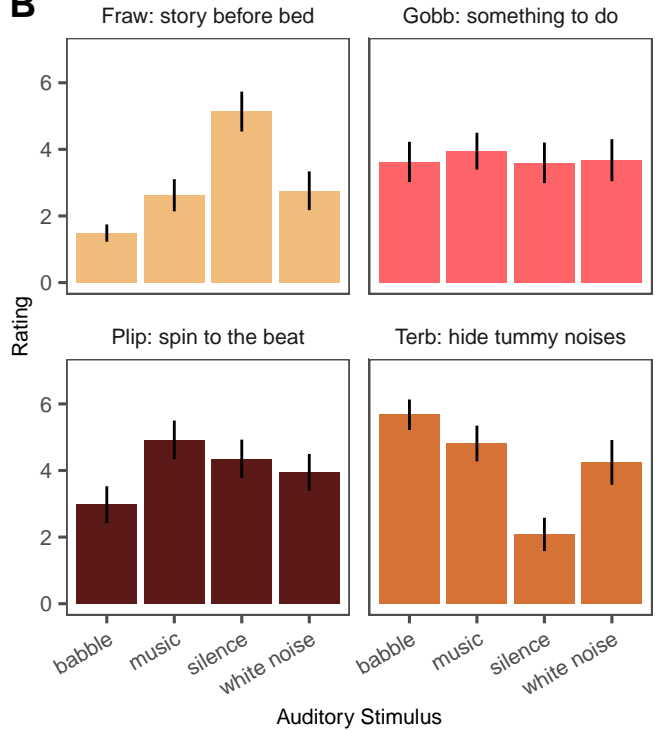 B
Fraw: story before bed
Gobb: something to do
6
4
2
0
Rating
Plip: spin to the beat
Terb: hide tummy noises
6
4
2
0
babble
music
silence
white noise
babble
music
silence
white noise
Auditory Stimulus